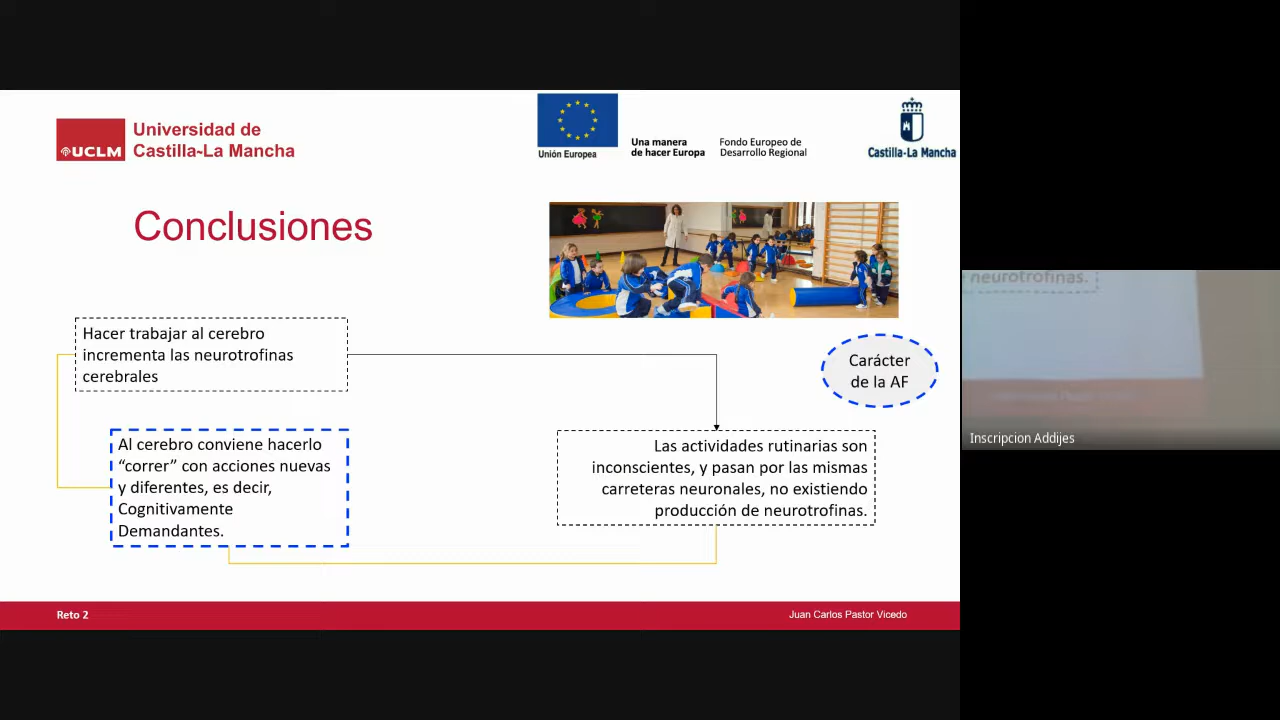 UCLM
Universidad de
Castilla-La Mancha
Unión Europea
Una manera
de hacer Europa
Fondo Europeo de
Desarrollo Regional
Castilla-La Mancha
Conclusiones
Hacer trabajar al cerebro
incrementa las neurotrofinas
cerebrales
Carácter
de la AF
Al cerebro conviene hacerlo
“correr” con acciones nuevas
y diferentes, es decir,
Cognitivamente
Demandantes.
Las actividades rutinarias son
inconscientes, y pasan por las mismas
carreteras neuronales, no existiendo
producción de neurotrofinas.
Reto 2
Juan Carlos Pastor Vicedo
neurotrofinas.
Inscripcion Addijes